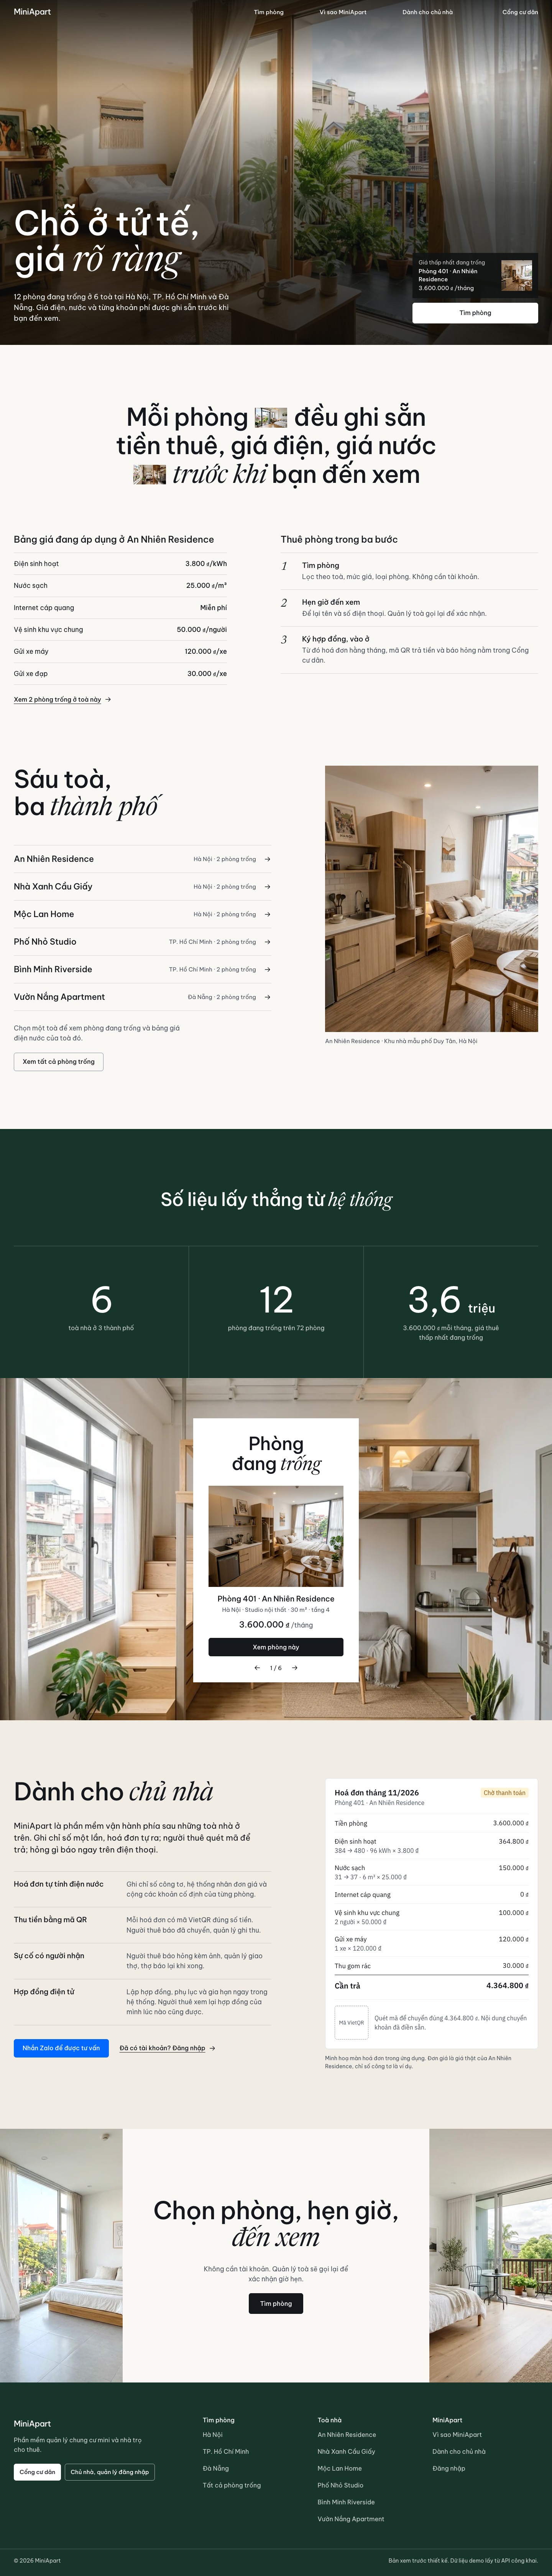 MiniApart
Tìm phòng
Vì sao MiniApart
Dành cho chủ nhà
Cổng cư dân
Chỗ ở tử tế,
giá rõ ràng
12 phòng đang trống ở 6 toà tại Hà Nội, TP. Hồ Chí Minh và Đà
Nẵng. Giá điện, nước và từng khoản phí được ghi sẵn trước khi
bạn đến xem.
Giá thấp nhất đang trống
Phòng 401 · An Nhiên
Residence
3.600.000 ₫ /tháng
Tìm phòng
Mỗi phòng đều ghi sẵn
tiền thuê, giá điện, giá nước
trước khi bạn đến xem
Bảng giá đang áp dụng ở An Nhiên Residence
Điện sinh hoạt 3.800 ₫/kWh
Nước sạch 25.000 ₫/m³
Internet cáp quang Miễn phí
Vệ sinh khu vực chung 50.000 ₫/người
Gửi xe máy 120.000 ₫/xe
Gửi xe đạp 30.000 ₫/xe
Xem 2 phòng trống ở toà này →
Thuê phòng trong ba bước
1 Tìm phòng
Lọc theo toà, mức giá, loại phòng. Không cần tài khoản.
2 Hẹn giờ đến xem
Để lại tên và số điện thoại. Quản lý toà gọi lại để xác nhận.
3 Ký hợp đồng, vào ở
Từ đó hoá đơn hằng tháng, mã QR trả tiền và báo hỏng nằm trong Cổng
cư dân.
Sáu toà,
ba thành phố
An Nhiên Residence Hà Nội · 2 phòng trống →
Nhà Xanh Cầu Giấy Hà Nội · 2 phòng trống →
Mộc Lan Home Hà Nội · 2 phòng trống →
Phố Nhỏ Studio TP. Hồ Chí Minh · 2 phòng trống →
Bình Minh Riverside TP. Hồ Chí Minh · 2 phòng trống →
Vườn Nắng Apartment Đà Nẵng · 2 phòng trống →
Chọn một toà để xem phòng đang trống và bảng giá
điện nước của toà đó.
Xem tất cả phòng trống
An Nhiên Residence · Khu nhà mẫu phố Duy Tân, Hà Nội
Số liệu lấy thẳng từ hệ thống
6
toà nhà ở 3 thành phố
12
phòng đang trống trên 72 phòng
3,6 triệu
3.600.000 ₫ mỗi tháng, giá thuê
thấp nhất đang trống
Phòng
đang trống
Phòng 401 · An Nhiên Residence
Hà Nội · Studio nội thất · 30 m² · tầng 4
3.600.000 ₫ /tháng
Xem phòng này
← 1 / 6 →
Dành cho chủ nhà
MiniApart là phần mềm vận hành phía sau những toà nhà ở
trên. Ghi chỉ số một lần, hoá đơn tự ra; người thuê quét mã để
trả; hỏng gì báo ngay trên điện thoại.
Hoá đơn tự tính điện nước
Ghi chỉ số công tơ, hệ thống nhân đơn giá và
cộng các khoản cố định của từng phòng.
Thu tiền bằng mã QR
Mỗi hoá đơn có mã VietQR đúng số tiền.
Người thuê báo đã chuyển, quản lý ghi thu.
Sự cố có người nhận
Người thuê báo hỏng kèm ảnh, quản lý giao
thợ, thợ báo lại khi xong.
Hợp đồng điện tử
Lập hợp đồng, phụ lục và gia hạn ngay trong
hệ thống. Người thuê xem lại hợp đồng của
mình lúc nào cũng được.
Nhắn Zalo để được tư vấn
Đã có tài khoản? Đăng nhập →
Hoá đơn tháng 11/2026
Chờ thanh toán
Phòng 401 · An Nhiên Residence
Tiền phòng 3.600.000 ₫
Điện sinh hoạt 364.800 ₫
384 → 480 · 96 kWh × 3.800 ₫
Nước sạch 150.000 ₫
31 → 37 · 6 m³ × 25.000 ₫
Internet cáp quang 0 ₫
Vệ sinh khu vực chung 100.000 ₫
2 người × 50.000 ₫
Gửi xe máy 120.000 ₫
1 xe × 120.000 ₫
Thu gom rác 30.000 ₫
Cần trả 4.364.800 ₫
Mã VietQR
Quét mã để chuyển đúng 4.364.800 ₫. Nội dung chuyển
khoản đã điền sẵn.
Minh hoạ màn hoá đơn trong ứng dụng. Đơn giá là giá thật của An Nhiên
Residence, chỉ số công tơ là ví dụ.
Chọn phòng, hẹn giờ,
đến xem
Không cần tài khoản. Quản lý toà sẽ gọi lại để
xác nhận giờ hẹn.
Tìm phòng
MiniApart
Phần mềm quản lý chung cư mini và nhà trọ
cho thuê.
Cổng cư dân
Chủ nhà, quản lý đăng nhập
Tìm phòng
Hà Nội
TP. Hồ Chí Minh
Đà Nẵng
Tất cả phòng trống
Toà nhà
An Nhiên Residence
Nhà Xanh Cầu Giấy
Mộc Lan Home
Phố Nhỏ Studio
Bình Minh Riverside
Vườn Nắng Apartment
MiniApart
Vì sao MiniApart
Dành cho chủ nhà
Đăng nhập
© 2026 MiniApart
Bản xem trước thiết kế. Dữ liệu demo lấy từ API công khai.